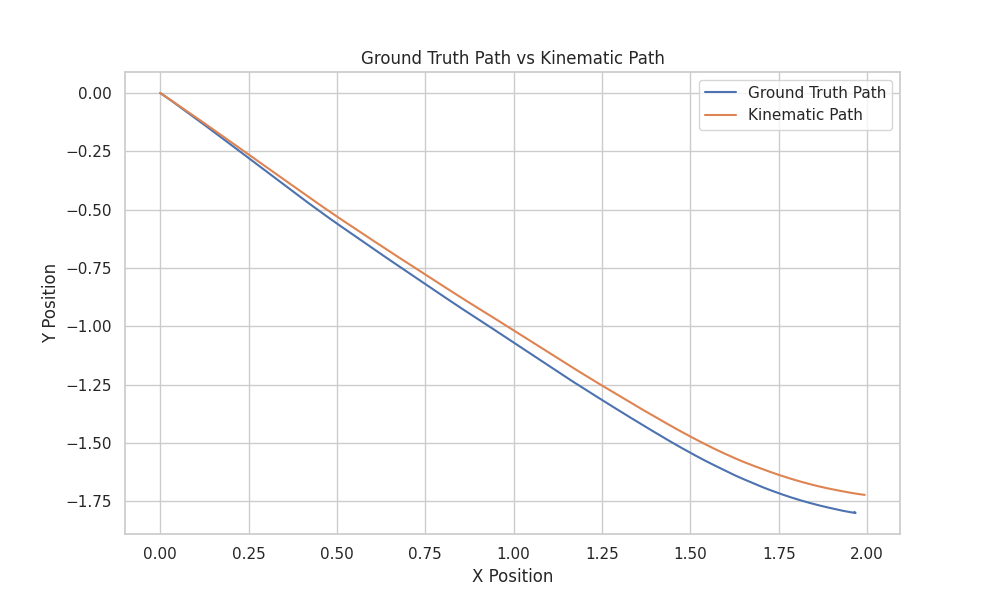 Ground Truth Path vs Kinematic Path
Ground Truth Path
Kinematic Path
0.00
−0.25
−0.50
−0.75
−1.00
−1.25
−1.50
−1.75
Y Position
0.00 0.25 0.50 0.75 1.00 1.25 1.50 1.75 2.00
X Position